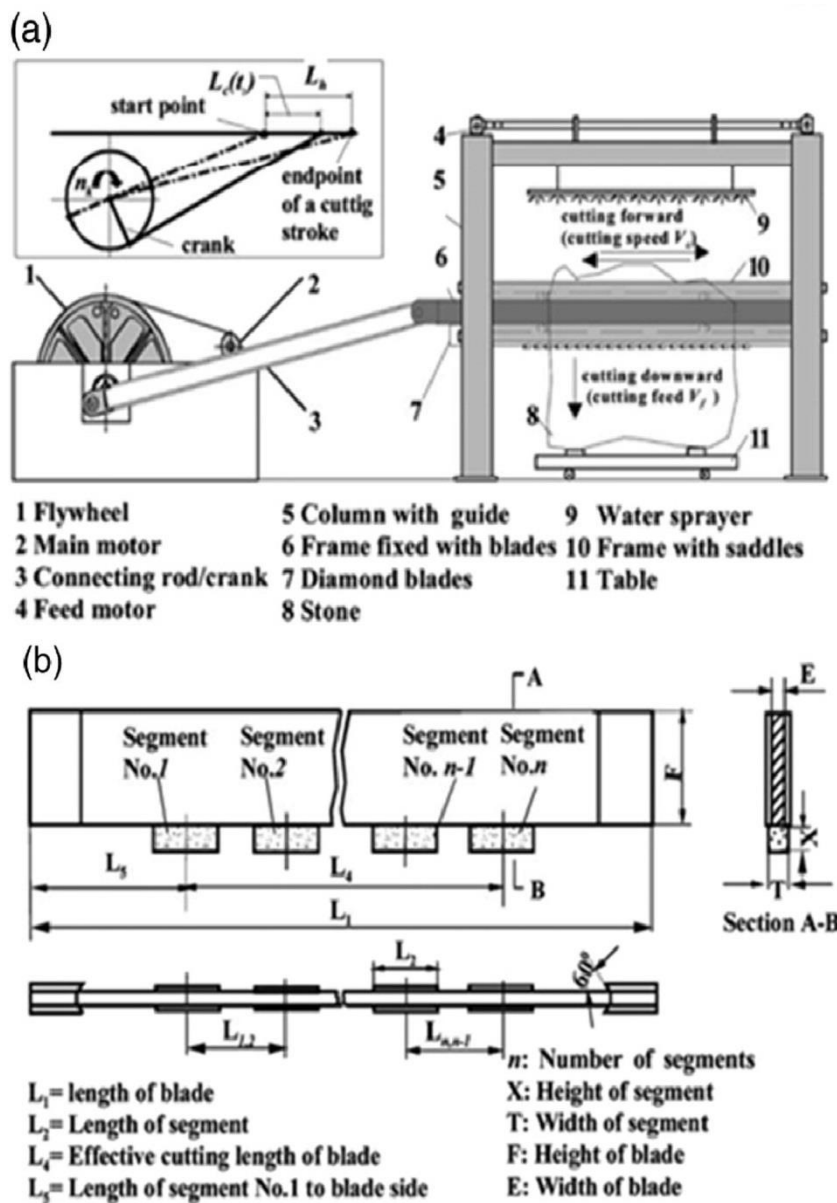 (a)
L_c(t_i) L_h
start point
n_s
endpoint
of a cuttig
stroke
crank
1
2
3
4
5
6
7
8
9
10
11
cutting forward
(cutting speed V_s)
cutting downward
(cutting feed V_f )
1 Flywheel 5 Column with guide 9 Water sprayer
2 Main motor 6 Frame fixed with blades 10 Frame with saddles
3 Connecting rod/crank 7 Diamond blades 11 Table
4 Feed motor 8 Stone
(b)
A
E
Segment Segment Segment Segment
No.1 No.2 No. n-1 No.n
F
X
L_5
L_4
B
T
L_1
Section A-B
L_2
60°
L_1,2
L_n,n-1
n: Number of segments
L_1= length of blade X: Height of segment
L_2= Length of segment T: Width of segment
L_4= Effective cutting length of blade F: Height of blade
L_5= Length of segment No.1 to blade side E: Width of blade